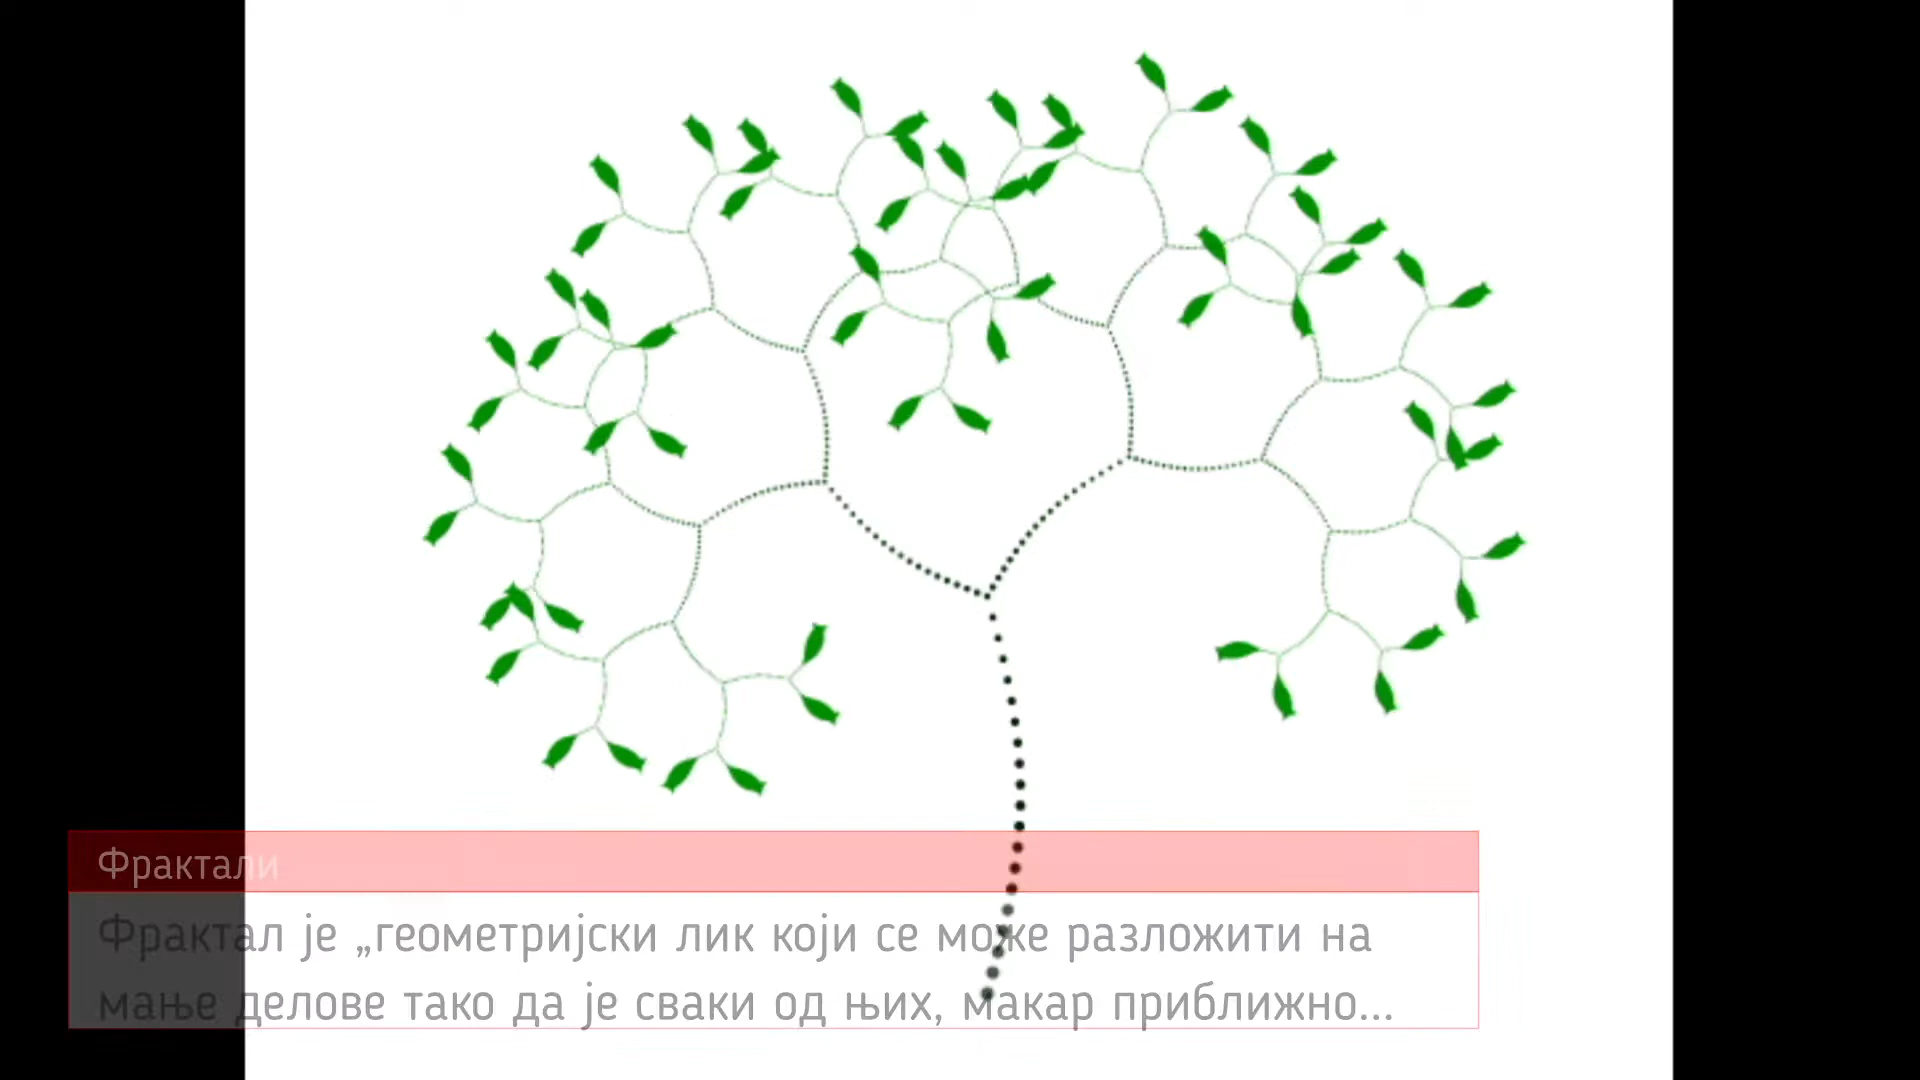 Фрактали
Фрактал је „геометријски лик који се може разложити на
мање делове тако да је сваки од њих, макар приближно...